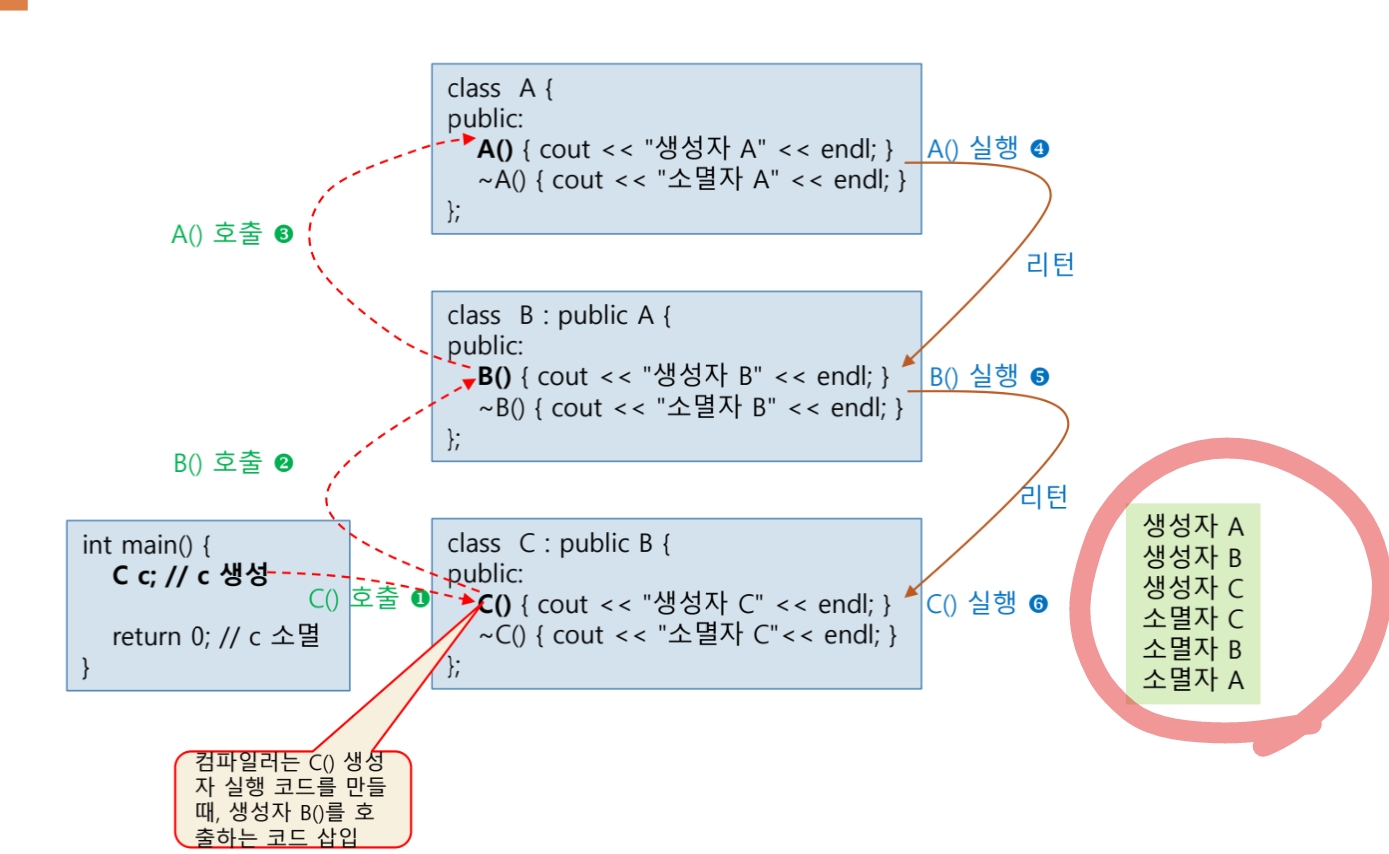 class  A {
public:
A() { cout << "생성자 A" << endl; }
~A() { cout << "소멸자 A" << endl; }
};
A() 실행 ❹
A() 호출 ❸
리턴
class  B : public A {
public:
B() { cout << "생성자 B" << endl; }
~B() { cout << "소멸자 B" << endl; }
};
B() 실행 ❺
B() 호출 ❷
리턴
int main() {
C c; // c 생성
return 0; // c 소멸
}
C() 호출 ❶
class  C : public B {
public:
C() { cout << "생성자 C" << endl; }
~C() { cout << "소멸자 C"<< endl; }
};
C() 실행 ❻
생성자 A
생성자 B
생성자 C
소멸자 C
소멸자 B
소멸자 A
컴파일러는 C() 생성
자 실행 코드를 만들
때, 생성자 B()를 호
출하는 코드 삽입